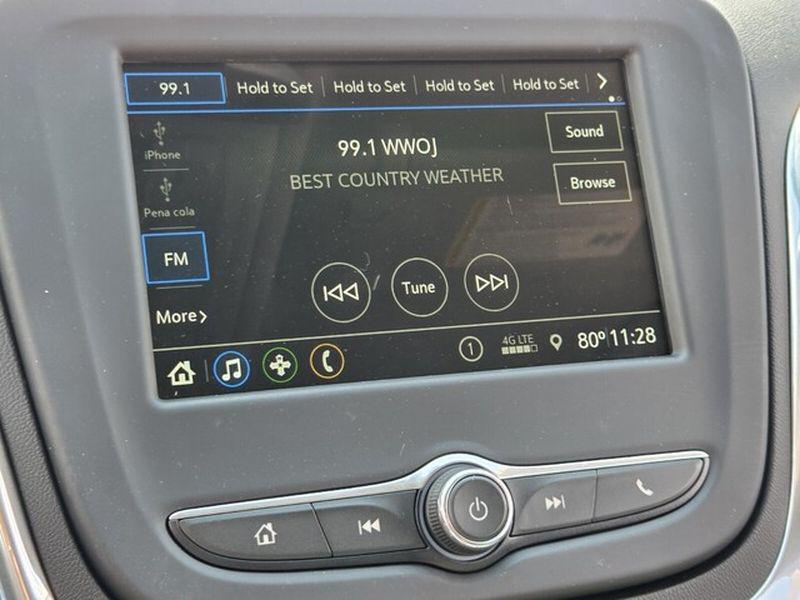 99.1 Hold to Set Hold to Set Hold to Set Hold to Set
iPhone
99.1 WWOJ
Sound
BEST COUNTRY WEATHER
Browse
Pena cola
FM
Tune
More
1 4G LTE 80° 11:28